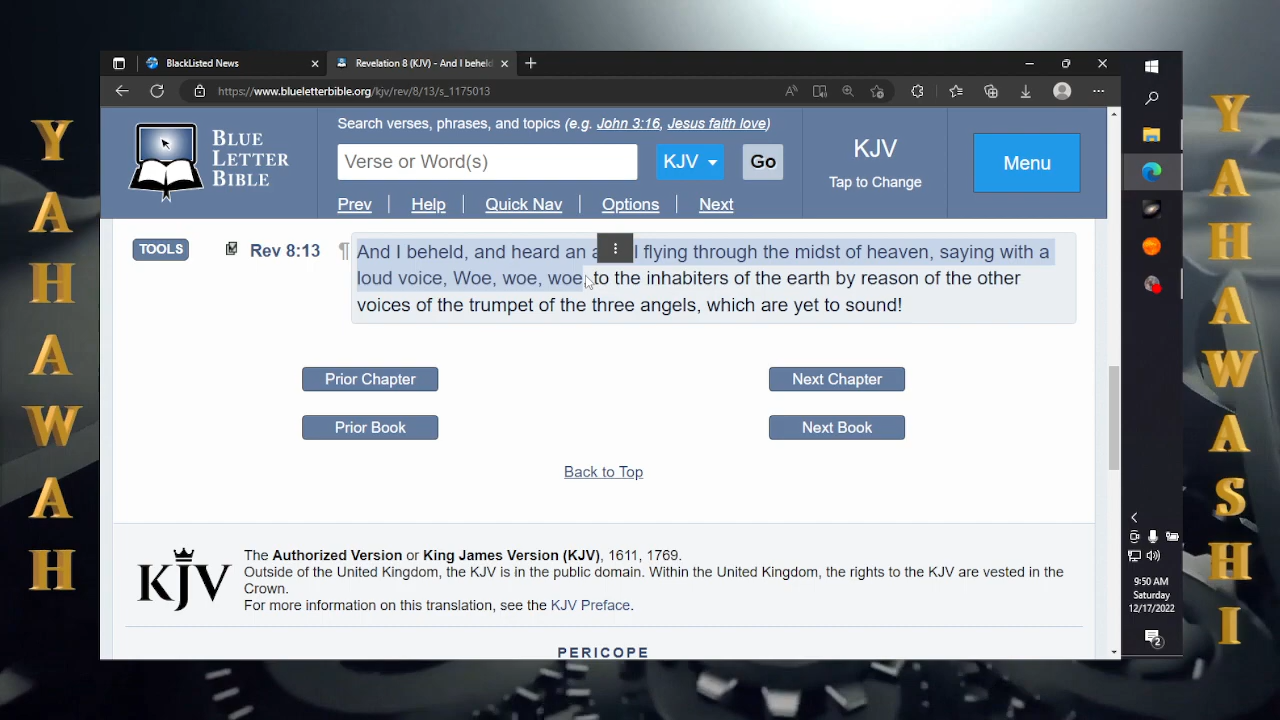 BlackListed News
Revelation 8 (KJV) - And I beheld
https://www.blueletterbible.org/kjv/rev/8/13/s_1175013
BLUE
LETTER
BIBLE
Search verses, phrases, and topics (e.g. John 3:16, Jesus faith love)
Verse or Word(s)
KJV
Go
Prev
Help
Quick Nav
Options
Next
KJV
Tap to Change
Menu
TOOLS
Rev 8:13
¶
And I beheld, and heard an a l flying through the midst of heaven, saying with a
loud voice, Woe, woe, woe, to the inhabiters of the earth by reason of the other
voices of the trumpet of the three angels, which are yet to sound!
Prior Chapter
Next Chapter
Prior Book
Next Book
Back to Top
KJV
The Authorized Version or King James Version (KJV), 1611, 1769.
Outside of the United Kingdom, the KJV is in the public domain. Within the United Kingdom, the rights to the KJV are vested in the
Crown.
For more information on this translation, see the KJV Preface.
PERICOPE
9:50 AM
Saturday
12/17/2022
2
YAHAWAH
YAHAWASHI